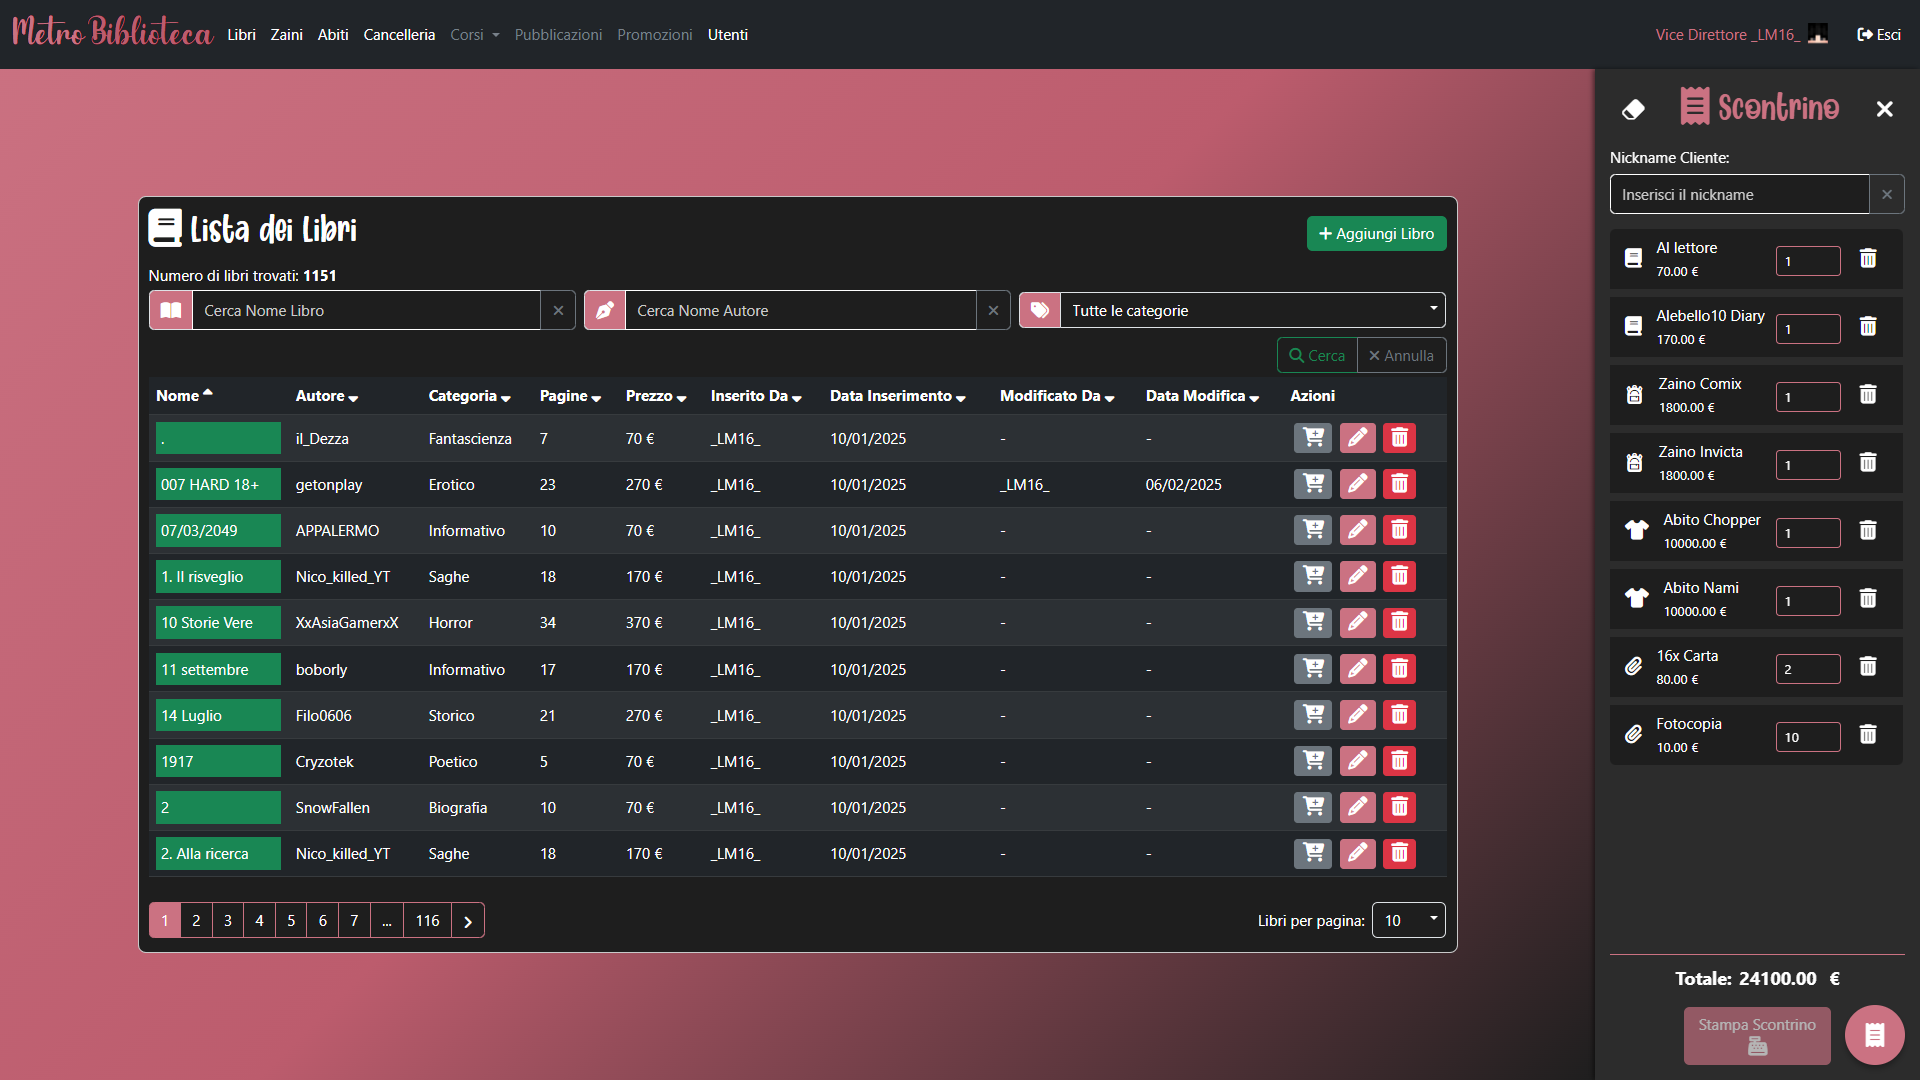 Metro Biblioteca Libri Zaini Abiti Cancelleria Corsi Pubblicazioni Promozioni Utenti Vice Direttore _LM16_ Esci
Lista dei Libri
Aggiungi Libro
Numero di libri trovati: 1151
Cerca Nome Libro
Cerca Nome Autore
Tutte le categorie
Cerca Annulla
Nome Autore Categoria Pagine Prezzo Inserito Da Data Inserimento Modificato Da Data Modifica Azioni
. il_Dezza Fantascienza 7 70 € _LM16_ 10/01/2025 - -
007 HARD 18+ getonplay Erotico 23 270 € _LM16_ 10/01/2025 _LM16_ 06/02/2025
07/03/2049 APPALERMO Informativo 10 70 € _LM16_ 10/01/2025 - -
1. Il risveglio Nico_killed_YT Saghe 18 170 € _LM16_ 10/01/2025 - -
10 Storie Vere XxAsiaGamerxX Horror 34 370 € _LM16_ 10/01/2025 - -
11 settembre boborly Informativo 17 170 € _LM16_ 10/01/2025 - -
14 Luglio Filo0606 Storico 21 270 € _LM16_ 10/01/2025 - -
1917 Cryzotek Poetico 5 70 € _LM16_ 10/01/2025 - -
2 SnowFallen Biografia 10 70 € _LM16_ 10/01/2025 - -
2. Alla ricerca Nico_killed_YT Saghe 18 170 € _LM16_ 10/01/2025 - -
1 2 3 4 5 6 7 ... 116
Libri per pagina: 10
Scontrino
Nickname Cliente:
Inserisci il nickname
Al lettore
70.00 €
1
Alebello10 Diary
170.00 €
1
Zaino Comix
1800.00 €
1
Zaino Invicta
1800.00 €
1
Abito Chopper
10000.00 €
1
Abito Nami
10000.00 €
1
16x Carta
80.00 €
2
Fotocopia
10.00 €
10
Totale: 24100.00 €
Stampa Scontrino